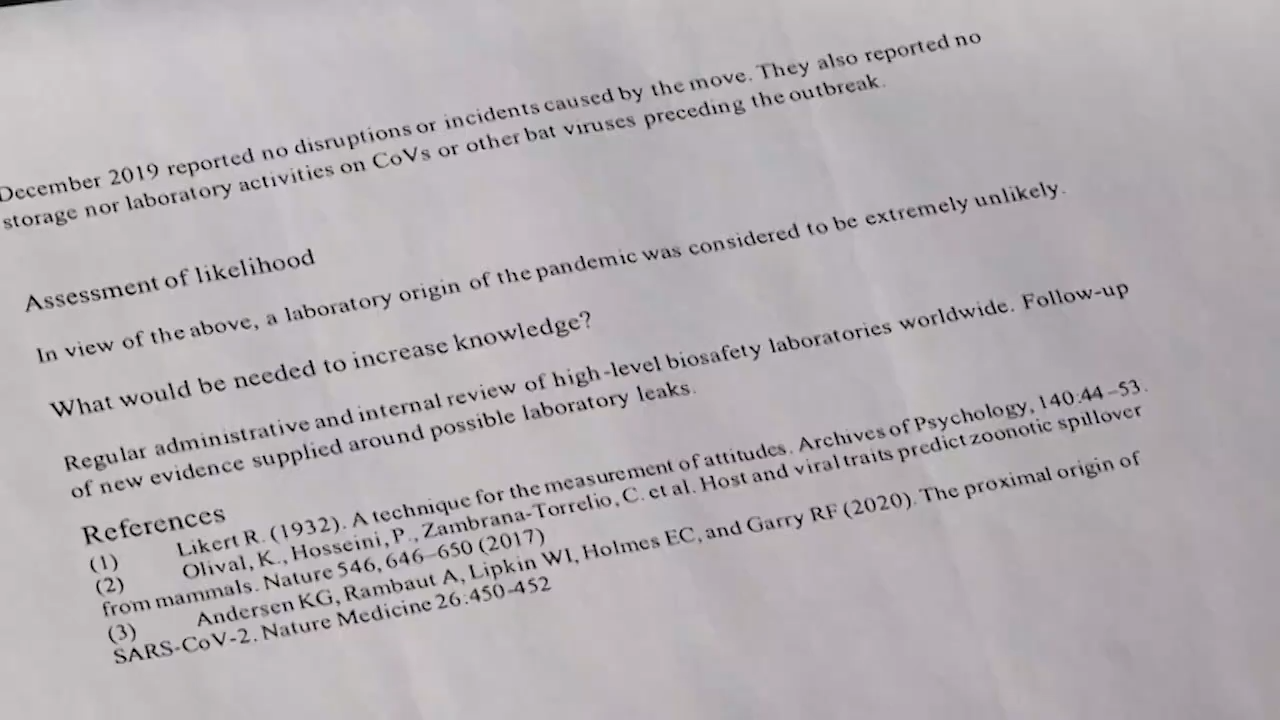 December 2019 reported no disruptions or incidents caused by the move. They also reported no
storage nor laboratory activities on CoVs or other bat viruses preceding the outbreak.
Assessment of likelihood
In view of the above, a laboratory origin of the pandemic was considered to be extremely unlikely.
What would be needed to increase knowledge?
Regular administrative and internal review of high-level biosafety laboratories worldwide. Follow-up
of new evidence supplied around possible laboratory leaks.
References
(1) Likert R. (1932). A technique for the measurement of attitudes. Archives of Psychology, 140:44–53.
(2) Olival, K., Hosseini, P., Zambrana-Torrelio, C. et al. Host and viral traits predict zoonotic spillover
from mammals. Nature 546, 646–650 (2017)
(3) Andersen KG, Rambaut A, Lipkin WI, Holmes EC, and Garry RF (2020). The proximal origin of
SARS-CoV-2. Nature Medicine 26:450-452